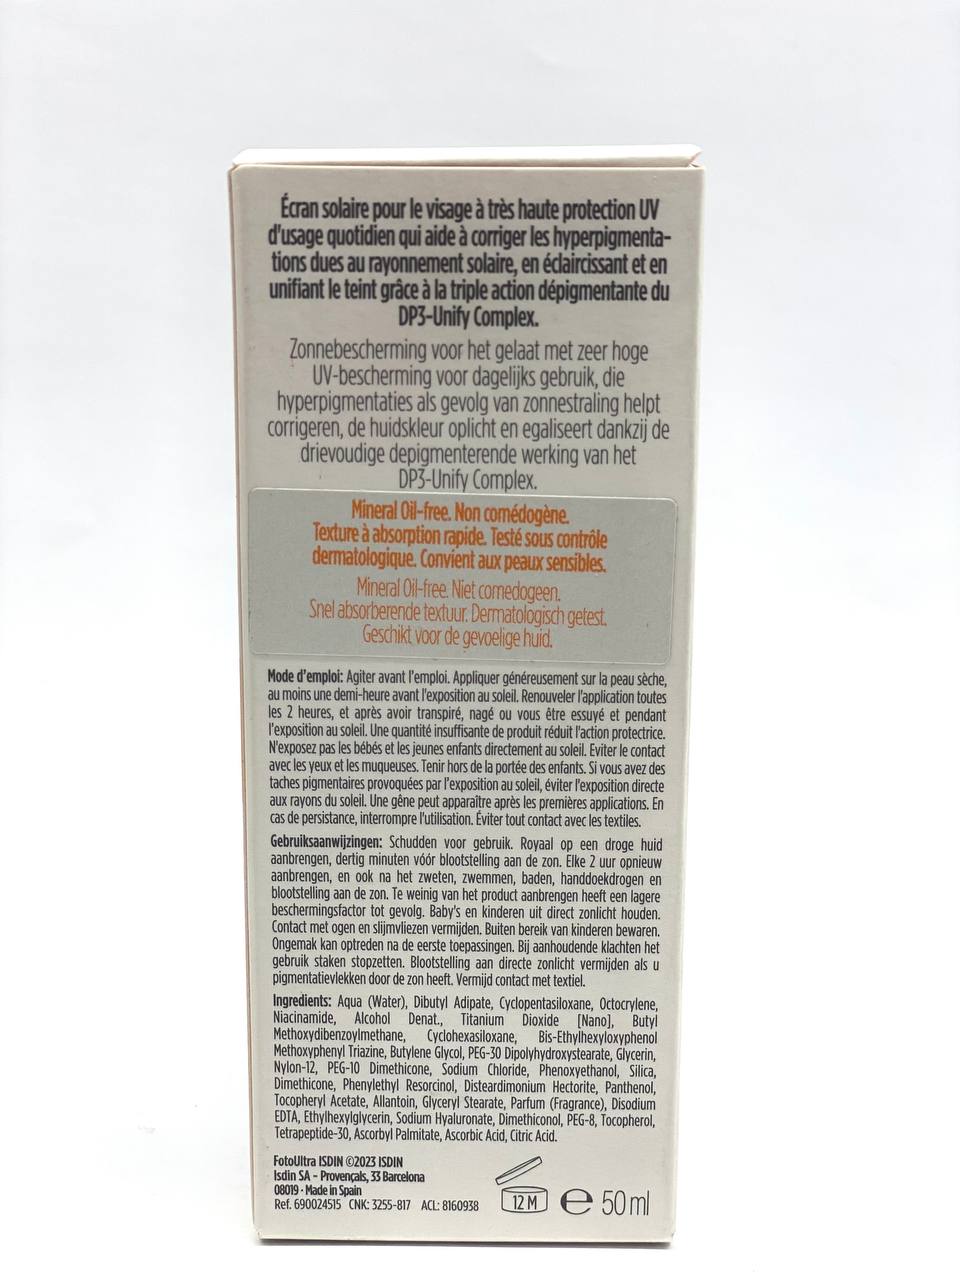 Écran solaire pour le visage à très haute protection UV
d'usage quotidien qui aide à corriger les hyperpigmenta-
tions dues au rayonnement solaire, en éclaircissant et en
unifiant le teint grâce à la triple action dépigmentante du
DP3-Unify Complex.
Zonnebescherming voor het gelaat met zeer hoge
UV-bescherming voor dagelijks gebruik, die
hyperpigmentaties als gevolg van zonnestraling helpt
corrigeren, de huidskleur oplicht en egaliseert dankzij de
drievoudige depigmenterende werking van het
DP3-Unify Complex.
Mineral Oil-free. Non comédogène.
Texture à absorption rapide. Testé sous contrôle
dermatologique. Convient aux peaux sensibles.
Mineral Oil-free. Niet comedogeen.
Snel absorberende textuur. Dermatologisch getest.
Geschikt voor de gevoelige huid.
Mode d'emploi: Agiter avant l'emploi. Appliquer généreusement sur la peau sèche,
au moins une demi-heure avant l'exposition au soleil. Renouveler l'application toutes
les 2 heures, et après avoir transpiré, nagé ou vous être essuyé et pendant
l'exposition au soleil. Une quantité insuffisante de produit réduit l'action protectrice.
N'exposez pas les bébés et les jeunes enfants directement au soleil. Eviter le contact
avec les yeux et les muqueuses. Tenir hors de la portée des enfants. Si vous avez des
taches pigmentaires provoquées par l'exposition au soleil, éviter l'exposition directe
aux rayons du soleil. Une gêne peut apparaître après les premières applications. En
cas de persistance, interrompre l'utilisation. Éviter tout contact avec les textiles.
Gebruiksaanwijzingen: Schudden voor gebruik. Royaal op een droge huid
aanbrengen, dertig minuten vóór blootstelling aan de zon. Elke 2 uur opnieuw
aanbrengen, en ook na het zweten, zwemmen, baden, handdoekdrogen en
blootstelling aan de zon. Te weinig van het product aanbrengen heeft een lagere
beschermingsfactor tot gevolg. Baby's en kinderen uit direct zonlicht houden.
Contact met ogen en slijmvliezen vermijden. Buiten bereik van kinderen bewaren.
Ongemak kan optreden na de eerste toepassingen. Bij aanhoudende klachten het
gebruik staken stopzetten. Blootstelling aan directe zonlicht vermijden als u
pigmentatievlekken door de zon heeft. Vermijd contact met textiel.
Ingredients: Aqua (Water), Dibutyl Adipate, Cyclopentasiloxane, Octocrylene,
Niacinamide, Alcohol Denat., Titanium Dioxide [Nano], Butyl
Methoxydibenzoylmethane, Cyclohexasiloxane, Bis-Ethylhexyloxyphenol
Methoxyphenyl Triazine, Butylene Glycol, PEG-30 Dipolyhydroxystearate, Glycerin,
Nylon-12, PEG-10 Dimethicone, Sodium Chloride, Phenoxyethanol, Silica,
Dimethicone, Phenylethyl Resorcinol, Disteardimonium Hectorite, Panthenol,
Tocopheryl Acetate, Allantoin, Glyceryl Stearate, Parfum (Fragrance), Disodium
EDTA, Ethylhexylglycerin, Sodium Hyaluronate, Dimethiconol, PEG-8, Tocopherol,
Tetrapeptide-30, Ascorbyl Palmitate, Ascorbic Acid, Citric Acid.
FotoUltra ISDIN ©2023 ISDIN
Isdin SA - Provençals, 33 Barcelona
08019 · Made in Spain
Ref. 690024515 CNK: 3255-817 ACL: 8160938
12 M ℮ 50 ml